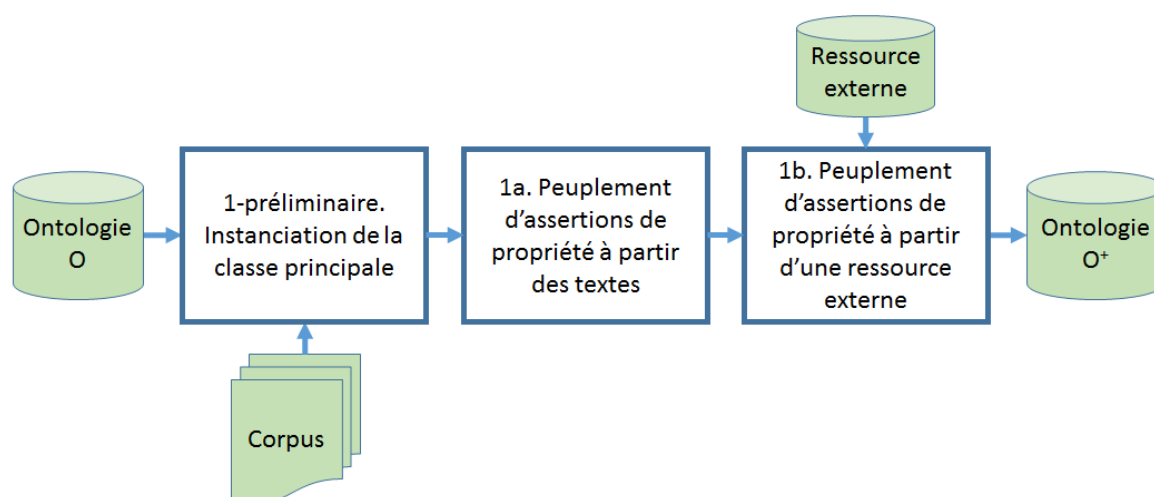 Ressource
externe
Ontologie
O
1-préliminaire.
Instanciation de la
classe principale
1a. Peuplement
d’assertions de
propriété à partir
des textes
1b. Peuplement
d’assertions de
propriété à partir
d’une ressource
externe
Ontologie
O⁺
Corpus